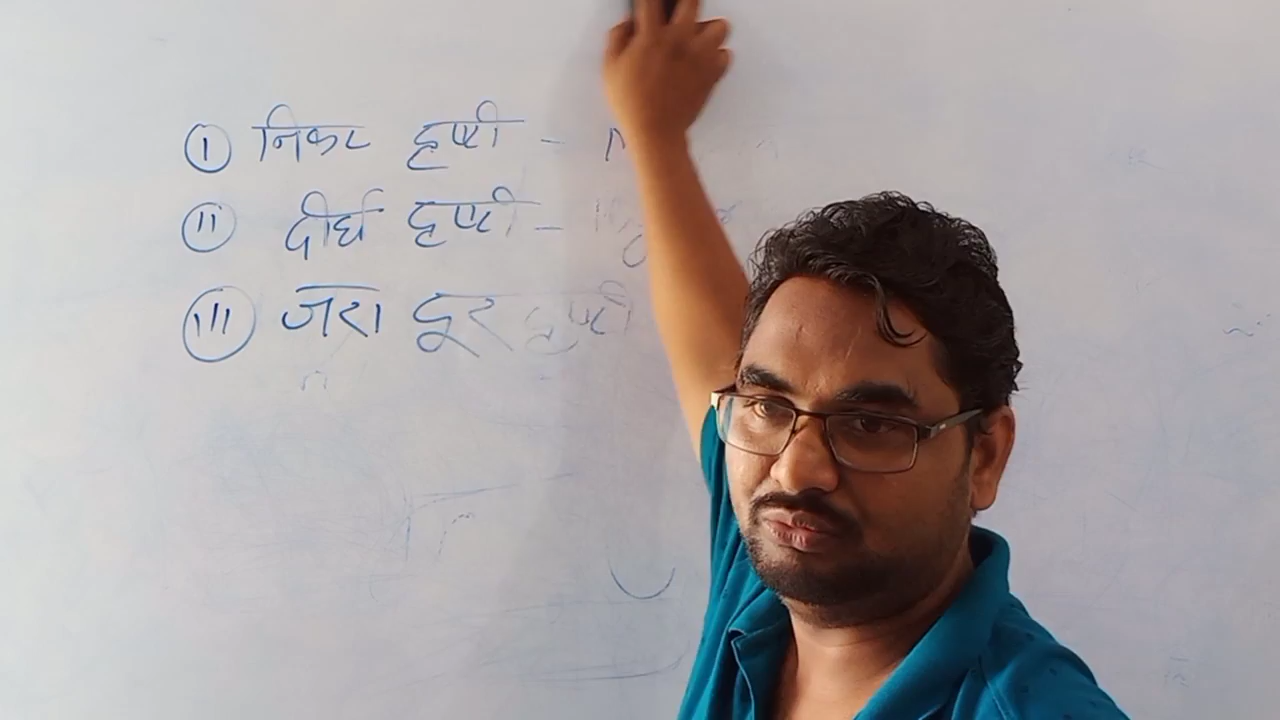 (I) निकट दृष्टी -
(II) दीर्घ दृष्टी -
(III) जरा दूर दृष्टी